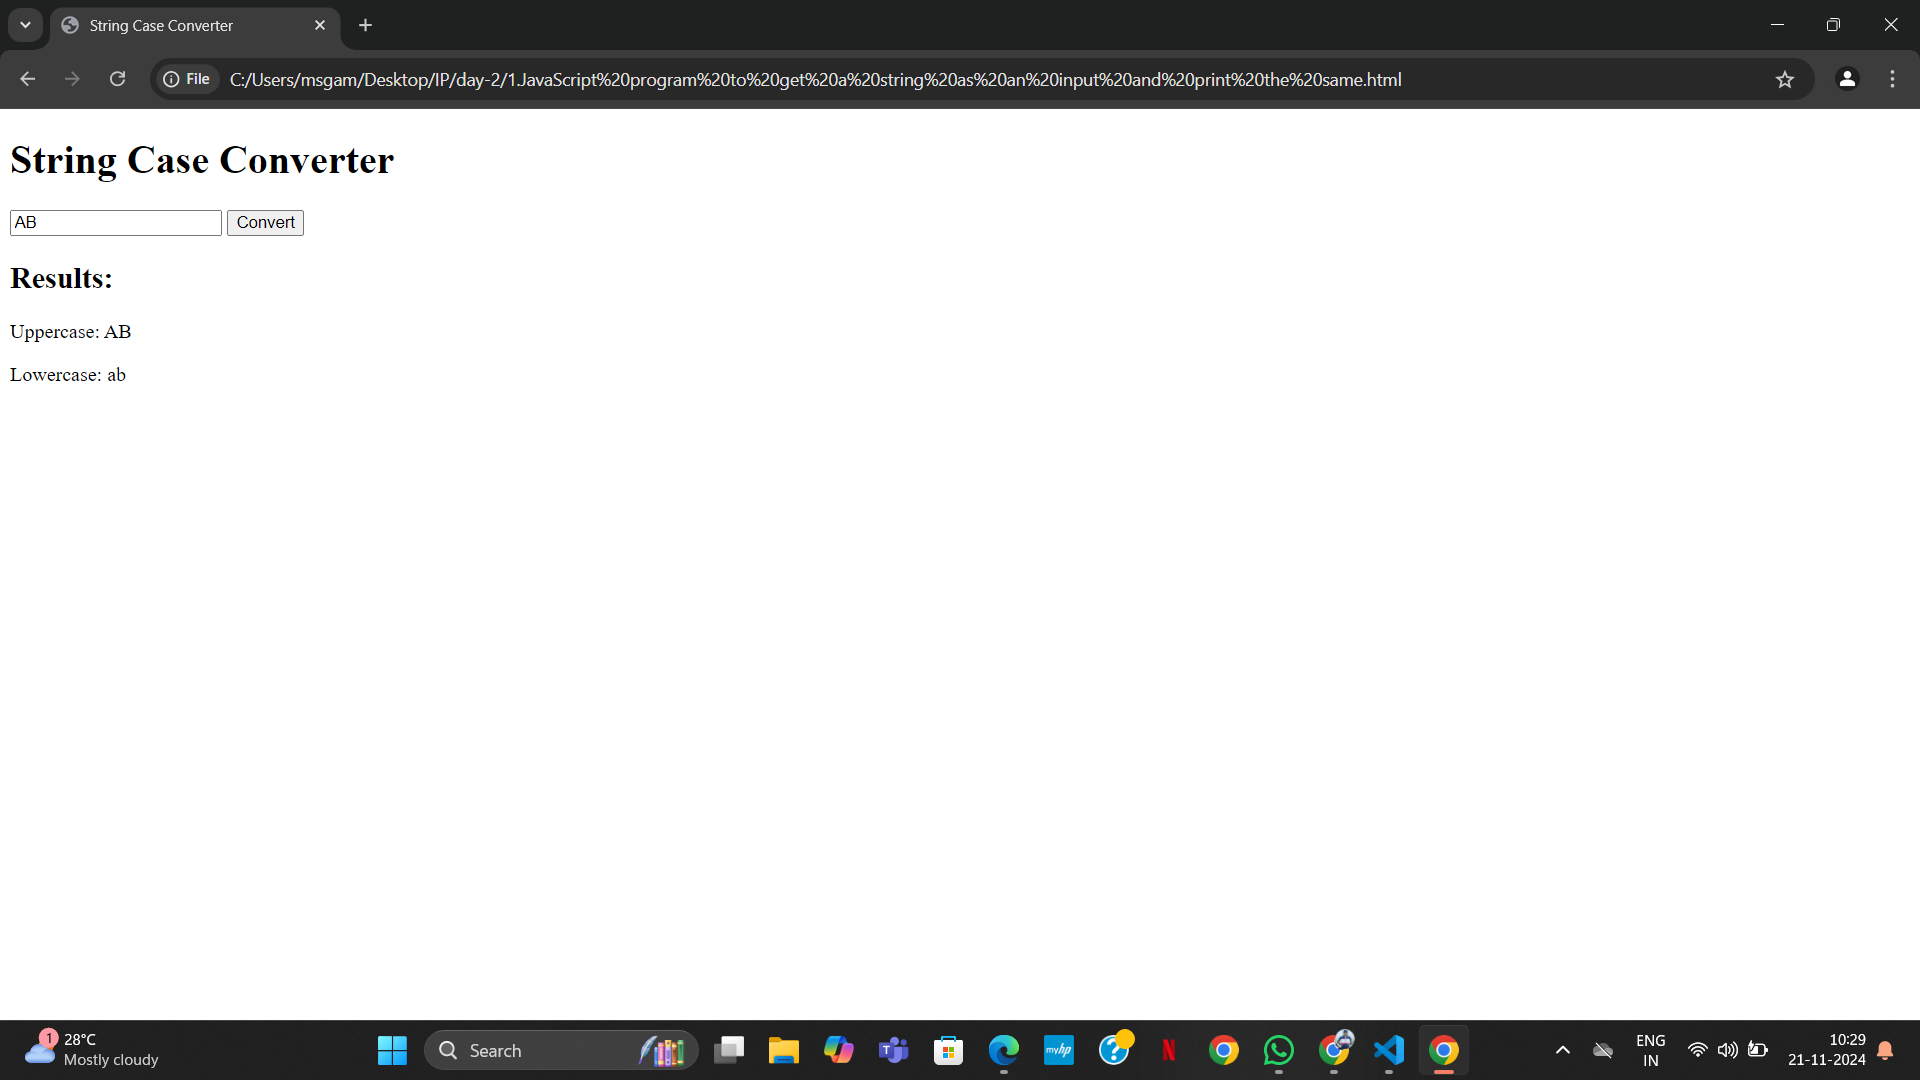 String Case Converter
File
C:/Users/msgam/Desktop/IP/day-2/1.JavaScript%20program%20to%20get%20a%20string%20as%20an%20input%20and%20print%20the%20same.html
String Case Converter
AB Convert
Results:
Uppercase: AB
Lowercase: ab
1
28°C
Mostly cloudy
Search
T
myhp
?
N
ENG
IN
10:29
21-11-2024